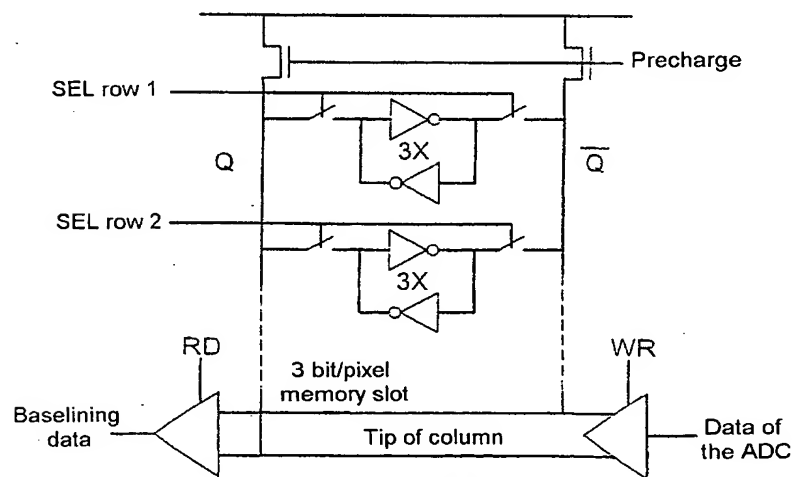 Precharge
SEL row 1
3X
Q
Q
SEL row 2
3X
RD
3 bit/pixel
memory slot
WR
Baselining
data
Tip of column
Data of
the ADC